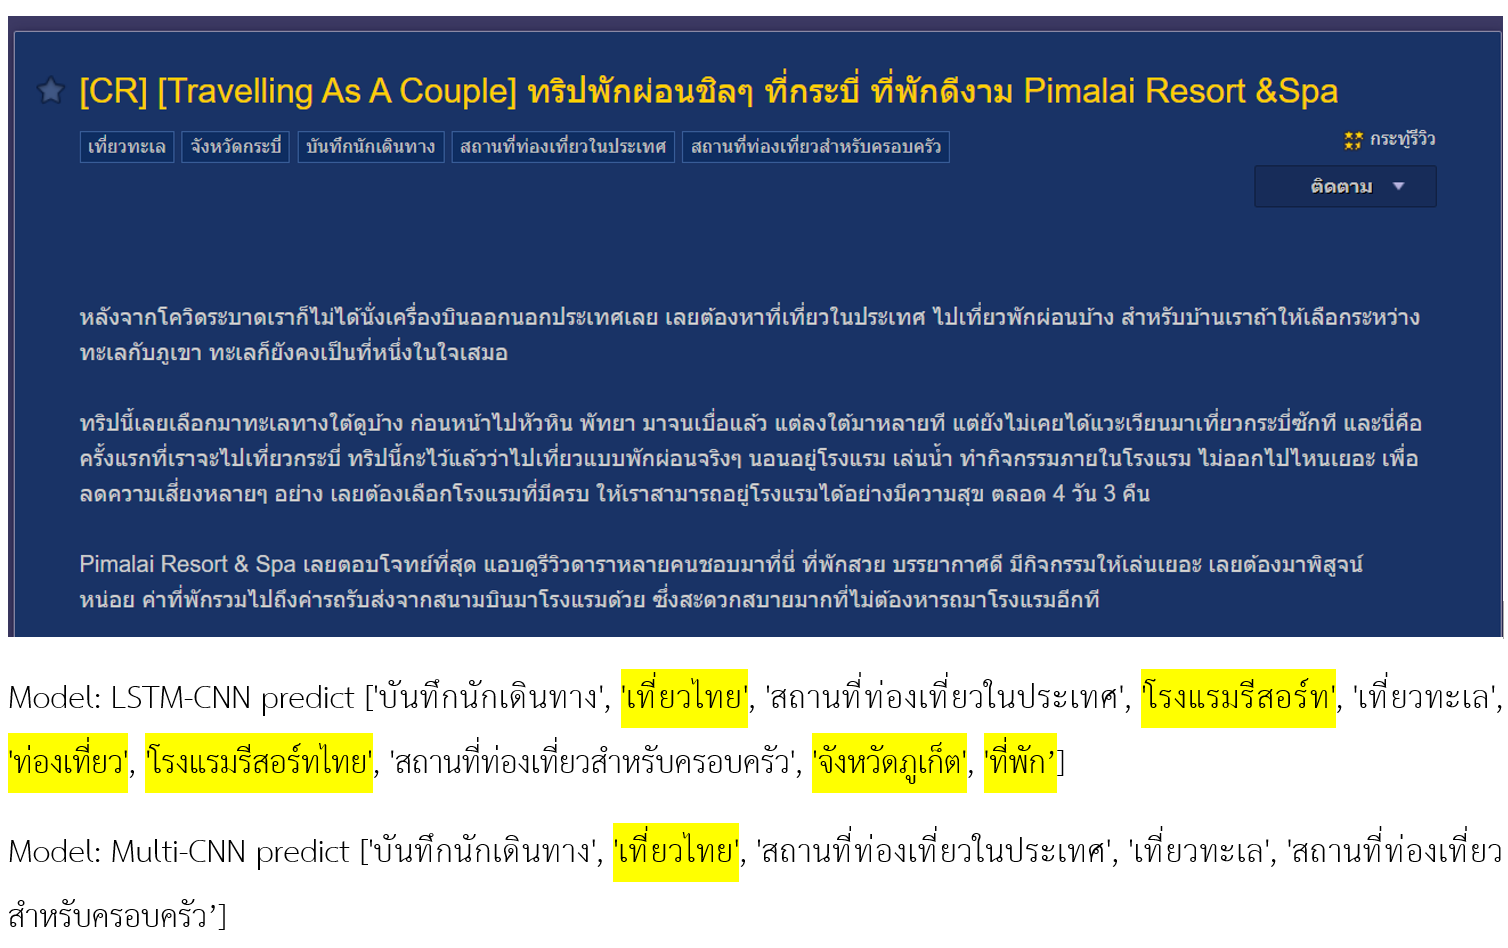 [CR] [Travelling As A Couple] ทริปพักผ่อนชิลๆ ที่กระบี่ ที่พักดีงาม Pimalai Resort &Spa
เที่ยวทะเล จังหวัดกระบี่ บันทึกนักเดินทาง สถานที่ท่องเที่ยวในประเทศ สถานที่ท่องเที่ยวสำหรับครอบครัว
กระทู้รีวิว
ติดตาม
หลังจากโควิดระบาดเราก็ไม่ได้นั่งเครื่องบินออกนอกประเทศเลย เลยต้องหาที่เที่ยวในประเทศ ไปเที่ยวพักผ่อนบ้าง สำหรับบ้านเราถ้าให้เลือกระหว่าง
ทะเลกับภูเขา ทะเลก็ยังคงเป็นที่หนึ่งในใจเสมอ
ทริปนี้เลยเลือกมาทะเลทางใต้ดูบ้าง ก่อนหน้าไปหัวหิน พัทยา มาจนเบื่อแล้ว แต่ลงใต้มาหลายที แต่ยังไม่เคยได้แวะเวียนมาเที่ยวกระบี่ซักที และนี่คือ
ครั้งแรกที่เราจะไปเที่ยวกระบี่ ทริปนี้กะไว้แล้วว่าไปเที่ยวแบบพักผ่อนจริงๆ นอนอยู่โรงแรม เล่นน้ำ ทำกิจกรรมภายในโรงแรม ไม่ออกไปไหนเยอะ เพื่อ
ลดความเสี่ยงหลายๆ อย่าง เลยต้องเลือกโรงแรมที่มีครบ ให้เราสามารถอยู่โรงแรมได้อย่างมีความสุข ตลอด 4 วัน 3 คืน
Pimalai Resort & Spa เลยตอบโจทย์ที่สุด แอบดูรีวิวดาราหลายคนชอบมาที่นี่ ที่พักสวย บรรยากาศดี มีกิจกรรมให้เล่นเยอะ เลยต้องมาพิสูจน์
หน่อย ค่าที่พักรวมไปถึงค่ารถรับส่งจากสนามบินมาโรงแรมด้วย ซึ่งสะดวกสบายมากที่ไม่ต้องหารถมาโรงแรมอีกที
Model: LSTM-CNN predict ['บันทึกนักเดินทาง', 'เที่ยวไทย', 'สถานที่ท่องเที่ยวในประเทศ', 'โรงแรมรีสอร์ท', 'เที่ยวทะเล',
'ท่องเที่ยว', 'โรงแรมรีสอร์ทไทย', 'สถานที่ท่องเที่ยวสำหรับครอบครัว', 'จังหวัดภูเก็ต', 'ที่พัก’]
Model: Multi-CNN predict ['บันทึกนักเดินทาง', 'เที่ยวไทย', 'สถานที่ท่องเที่ยวในประเทศ', 'เที่ยวทะเล', 'สถานที่ท่องเที่ยว
สำหรับครอบครัว’]